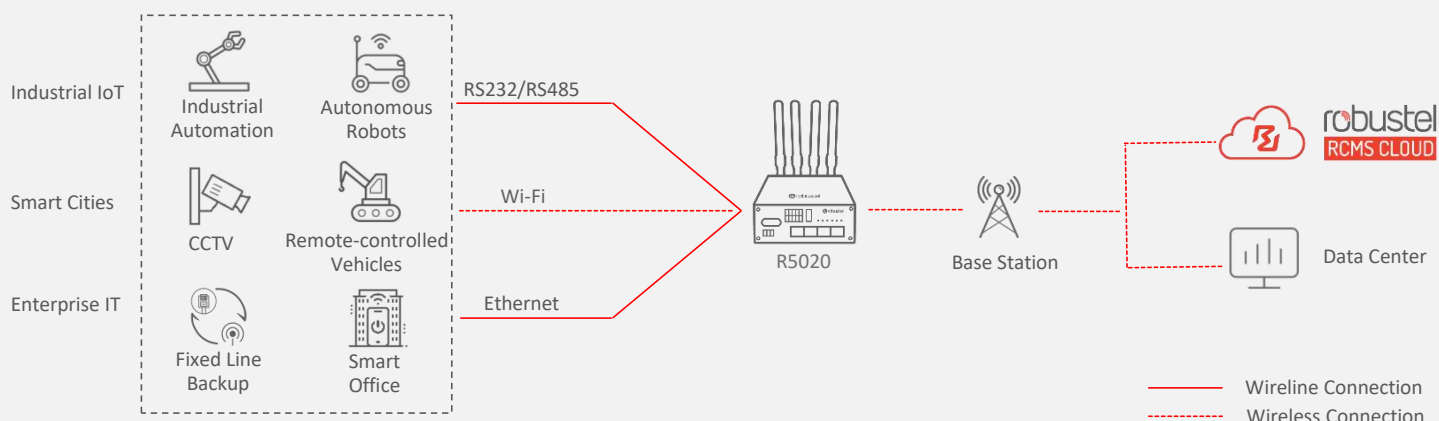 Industrial IoT
Industrial
Automation
Autonomous
Robots
RS232/RS485
Smart Cities
CCTV
Remote-controlled
Vehicles
Wi-Fi
Enterprise IT
Fixed Line
Backup
Smart
Office
Ethernet
robustel
R5020
Base Station
robustel
RCMS CLOUD
Data Center
Wireline Connection
Wireless Connection